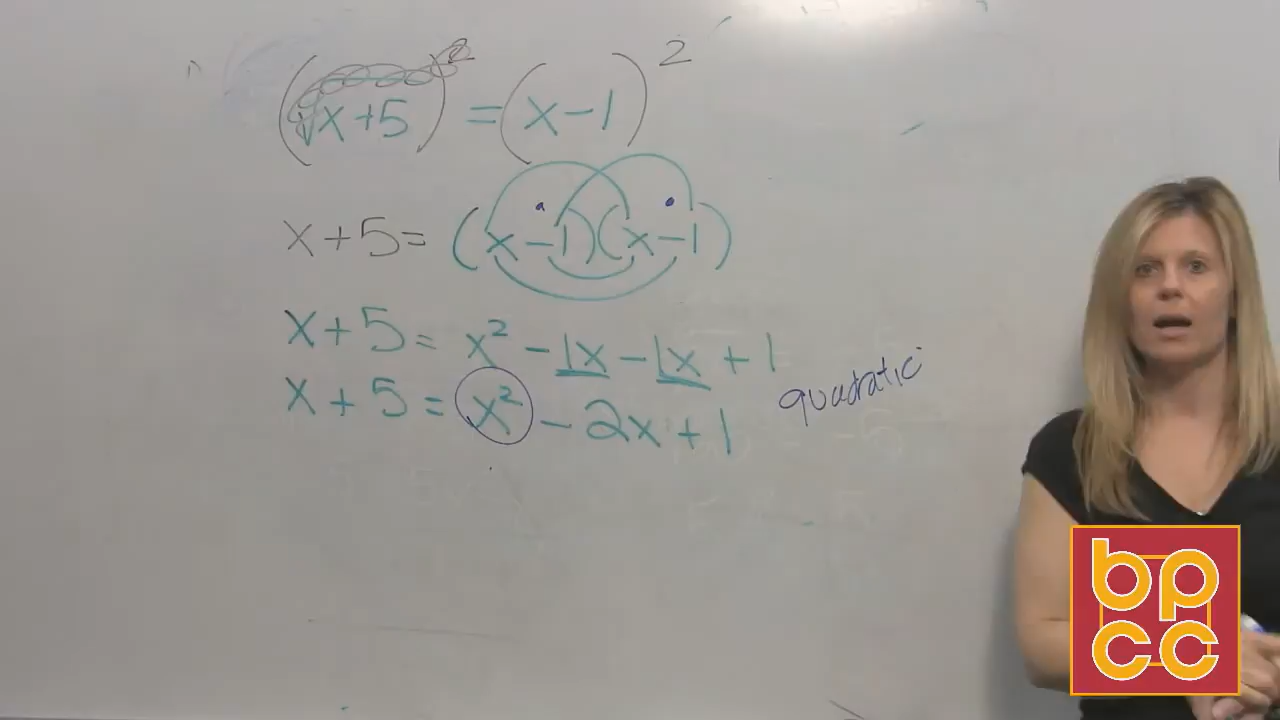 (√x+5)² = (x-1)²
x+5= (x-1)(x-1)
x+5= x² - 1x - 1x + 1
x+5= x² - 2x + 1
quadratic
bp
cc